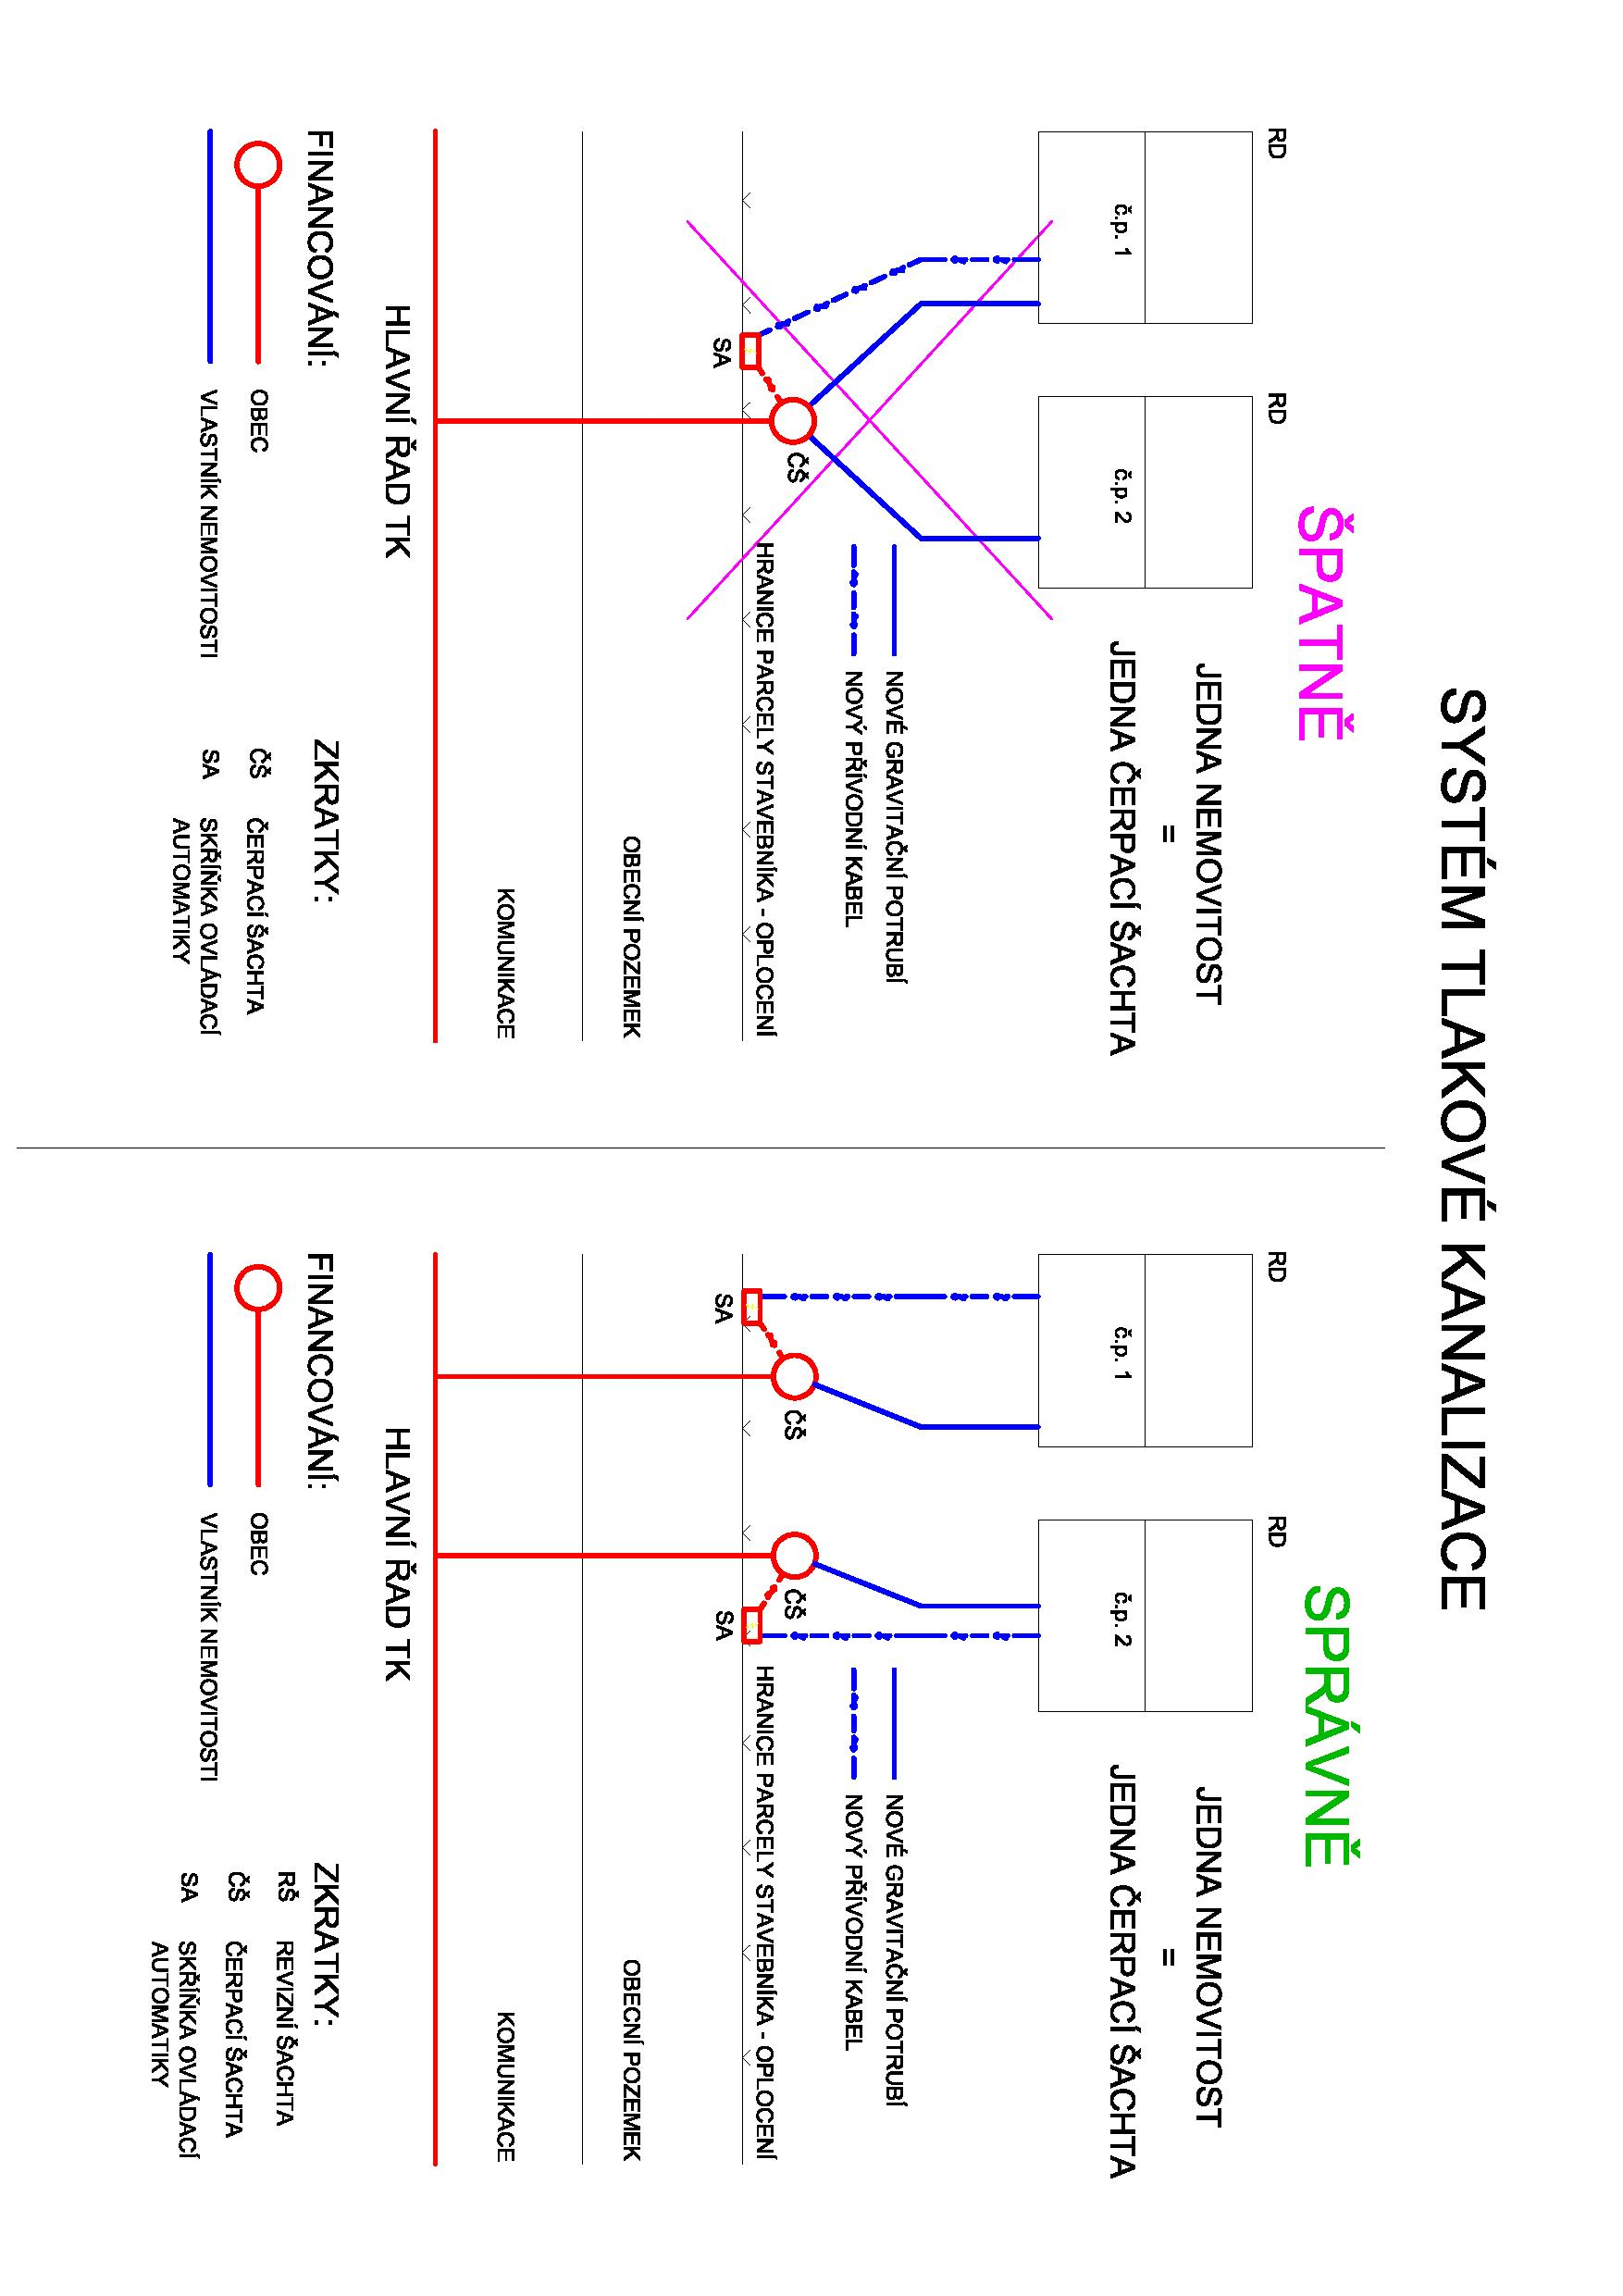 SYSTÉM TLAKOVÉ KANALIZACE
ŠPATNĚ
RD
RD
č.p. 1
č.p. 2
JEDNA NEMOVITOST
=
JEDNA ČERPACÍ ŠACHTA
NOVÉ GRAVITAČNÍ POTRUBÍ
NOVÝ PŘÍVODNÍ KABEL
ČŠ
SA
HRANICE PARCELY STAVEBNÍKA - OPLOCENÍ
OBECNÍ POZEMEK
KOMUNIKACE
HLAVNÍ ŘAD TK
FINANCOVÁNÍ:
OBEC
VLASTNÍK NEMOVITOSTI
ZKRATKY:
ČŠ ČERPACÍ ŠACHTA
SA SKŘÍŇKA OVLÁDACÍ
AUTOMATIKY
SPRÁVNĚ
RD
RD
č.p. 1
č.p. 2
JEDNA NEMOVITOST
=
JEDNA ČERPACÍ ŠACHTA
NOVÉ GRAVITAČNÍ POTRUBÍ
NOVÝ PŘÍVODNÍ KABEL
ČŠ
ČŠ
SA
SA
HRANICE PARCELY STAVEBNÍKA - OPLOCENÍ
OBECNÍ POZEMEK
KOMUNIKACE
HLAVNÍ ŘAD TK
FINANCOVÁNÍ:
OBEC
VLASTNÍK NEMOVITOSTI
ZKRATKY:
RŠ REVIZNÍ ŠACHTA
ČŠ ČERPACÍ ŠACHTA
SA SKŘÍŇKA OVLÁDACÍ
AUTOMATIKY